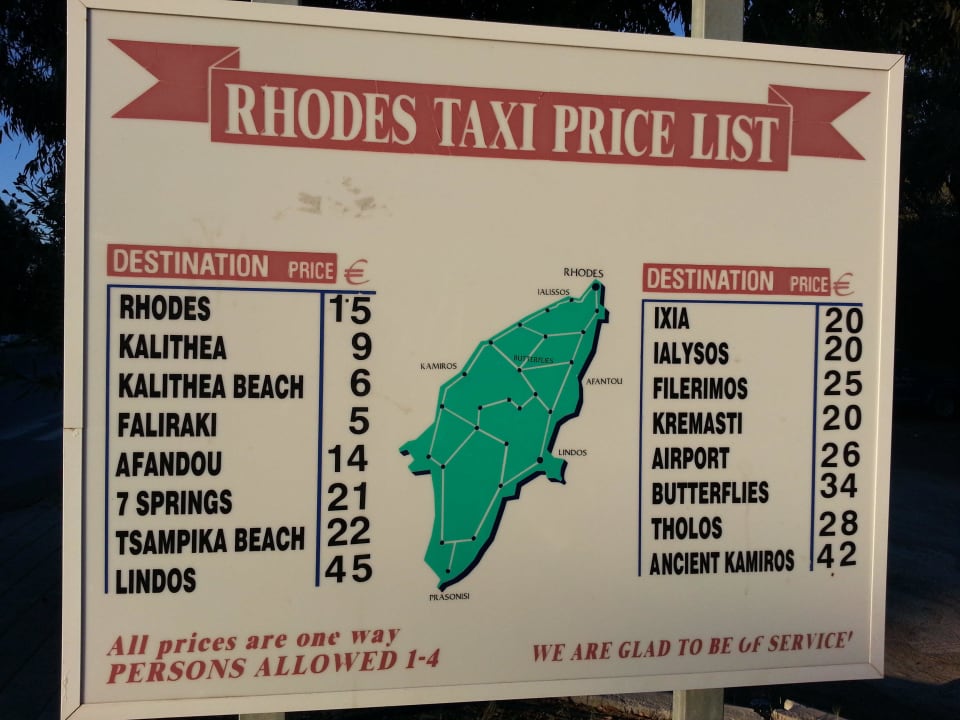 RHODES TAXI PRICE LIST
DESTINATION PRICE €
RHODES 15
KALITHEA 9
KALITHEA BEACH 6
FALIRAKI 5
AFANDOU 14
7 SPRINGS 21
TSAMPIKA BEACH 22
LINDOS 45
RHODES
IALISSOS
BUTTERFLIES
KAMIROS
AFANTOU
LINDOS
PRASONISI
DESTINATION PRICE €
IXIA 20
IALYSOS 20
FILERIMOS 25
KREMASTI 20
AIRPORT 26
BUTTERFLIES 34
THOLOS 28
ANCIENT KAMIROS 42
All prices are one way
PERSONS ALLOWED 1-4
WE ARE GLAD TO BE OF SERVICE!